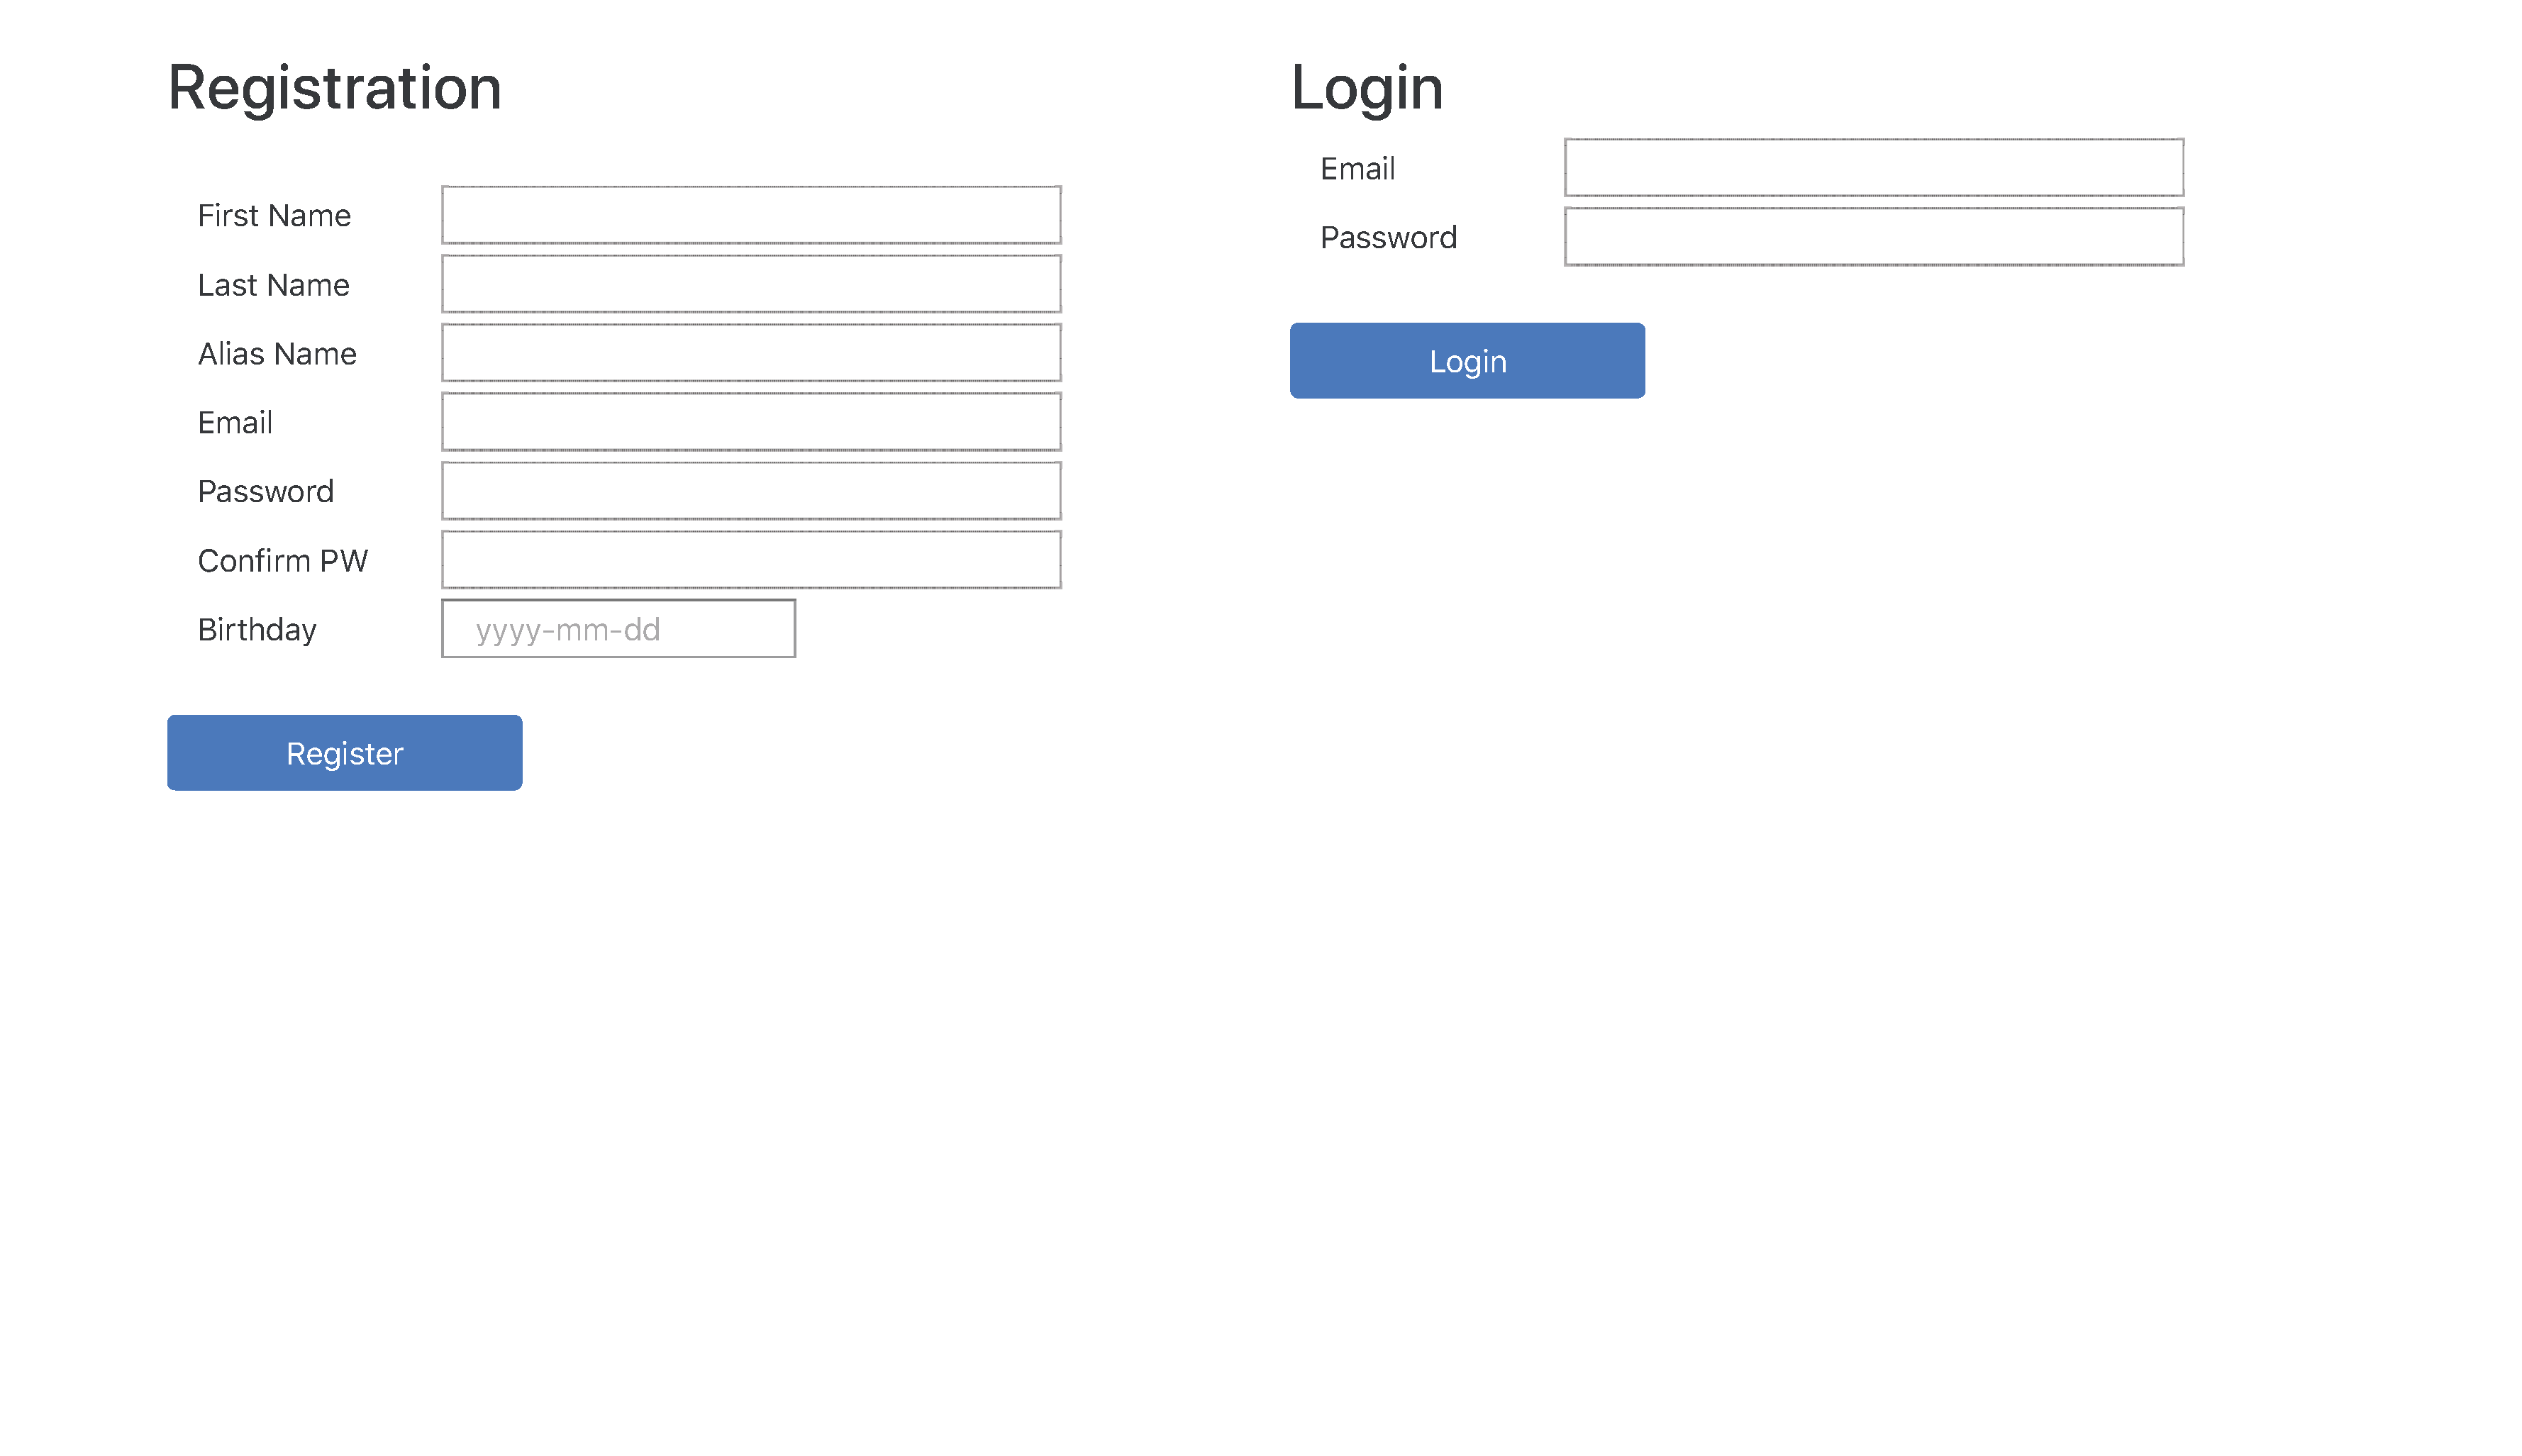 Registration
First Name
Last Name
Alias Name
Email
Password
Confirm PW
Birthday
yyyy-mm-dd
Register
Login
Email
Password
Login